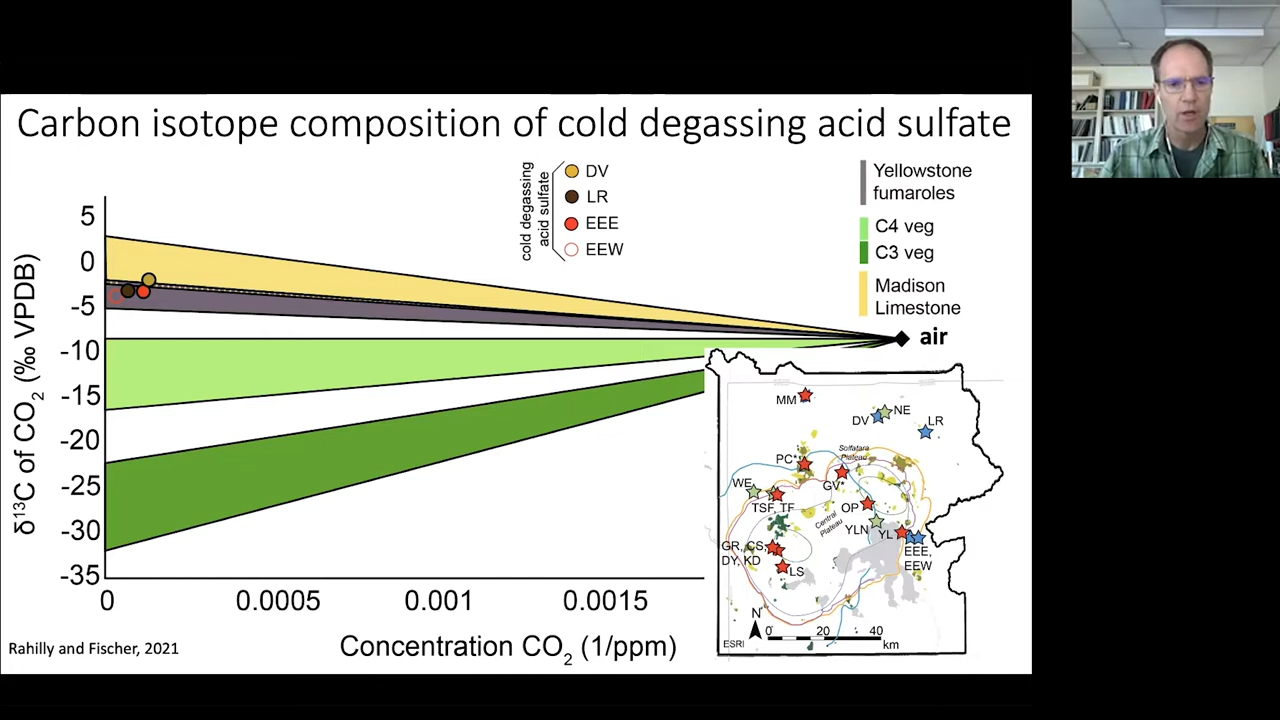 Carbon isotope composition of cold degassing acid sulfate
cold degassing
acid sulfate
DV
LR
EEE
EEW
Yellowstone
fumaroles
C4 veg
C3 veg
Madison
Limestone
5
0
-5
-10
-15
-20
-25
-30
-35
δ¹³C of CO₂ (‰ VPDB)
air
0
0.0005
0.001
0.0015
Concentration CO₂ (1/ppm)
Rahilly and Fischer, 2021
MM
DV
NE
LR
Solfatara
Plateau
PC*
GV*
WE
TSF, TF
OP
Central
Plateau
YLN
YL
GR, CS,
DY, KD
EEE,
EEW
LS
N
0
20
40
km
ESRI